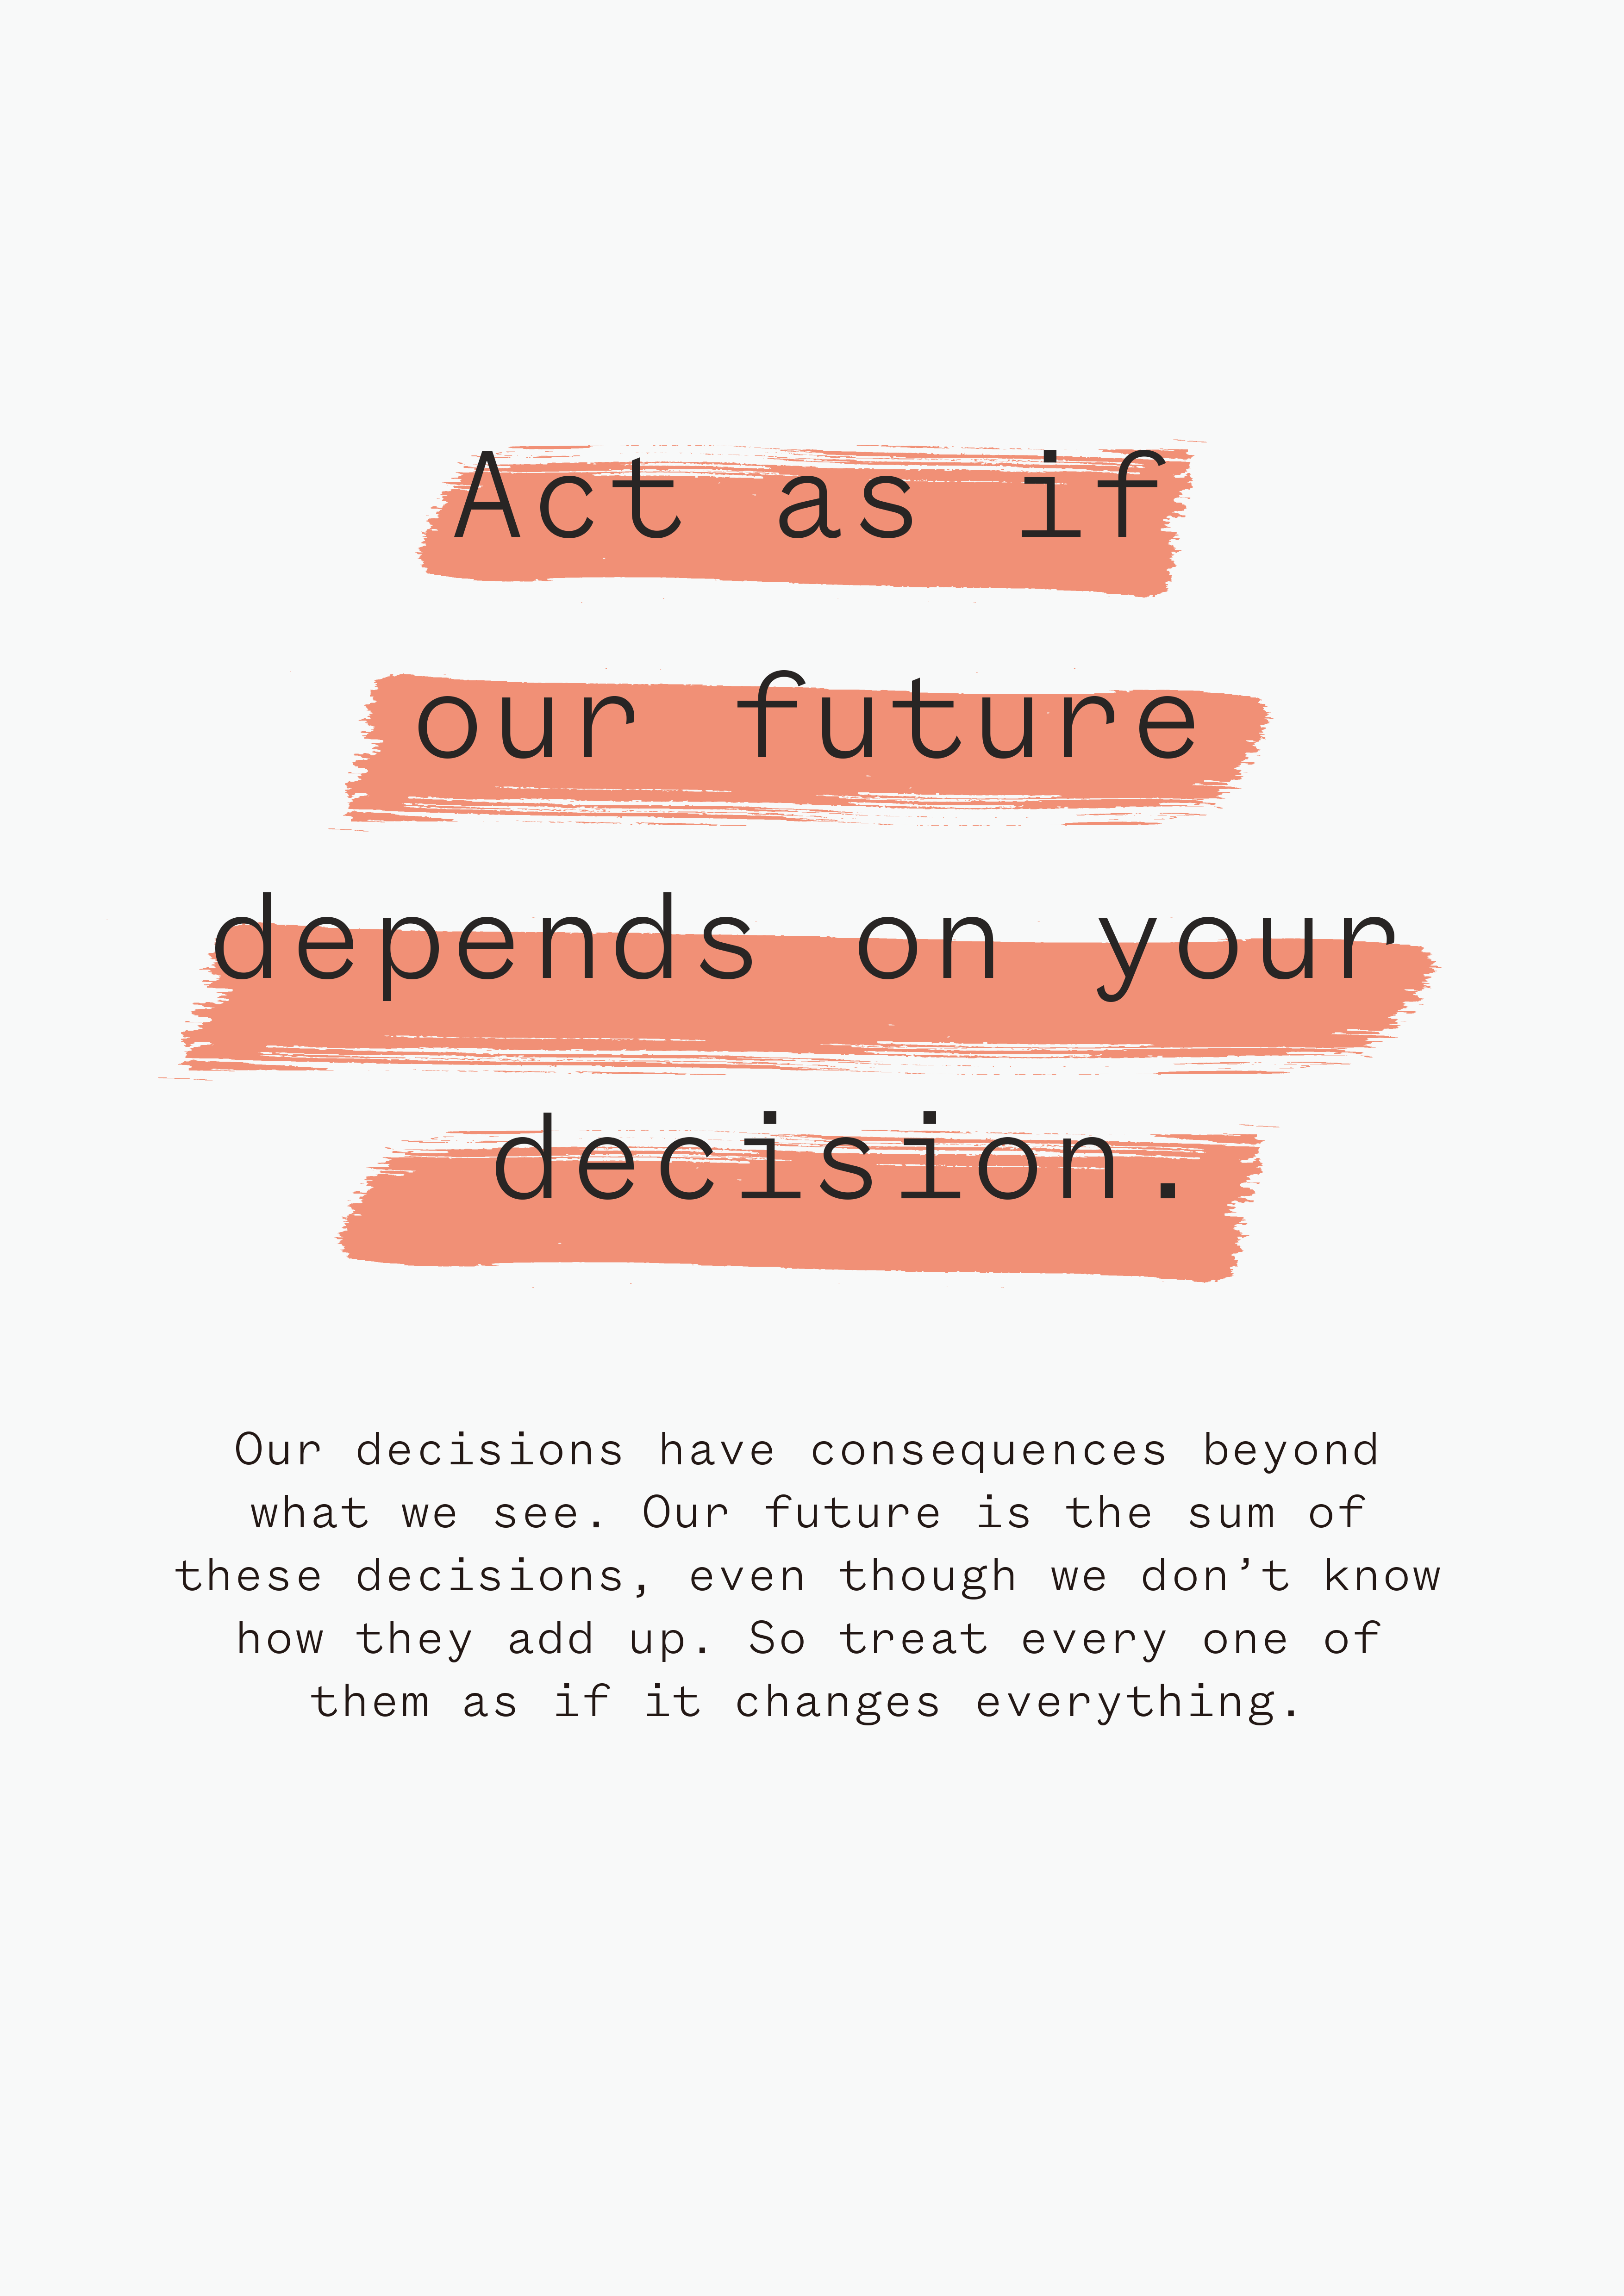 Act as if
our future
depends on your
decision.
Our decisions have consequences beyond
what we see. Our future is the sum of
these decisions, even though we don’t know
how they add up. So treat every one of
them as if it changes everything.